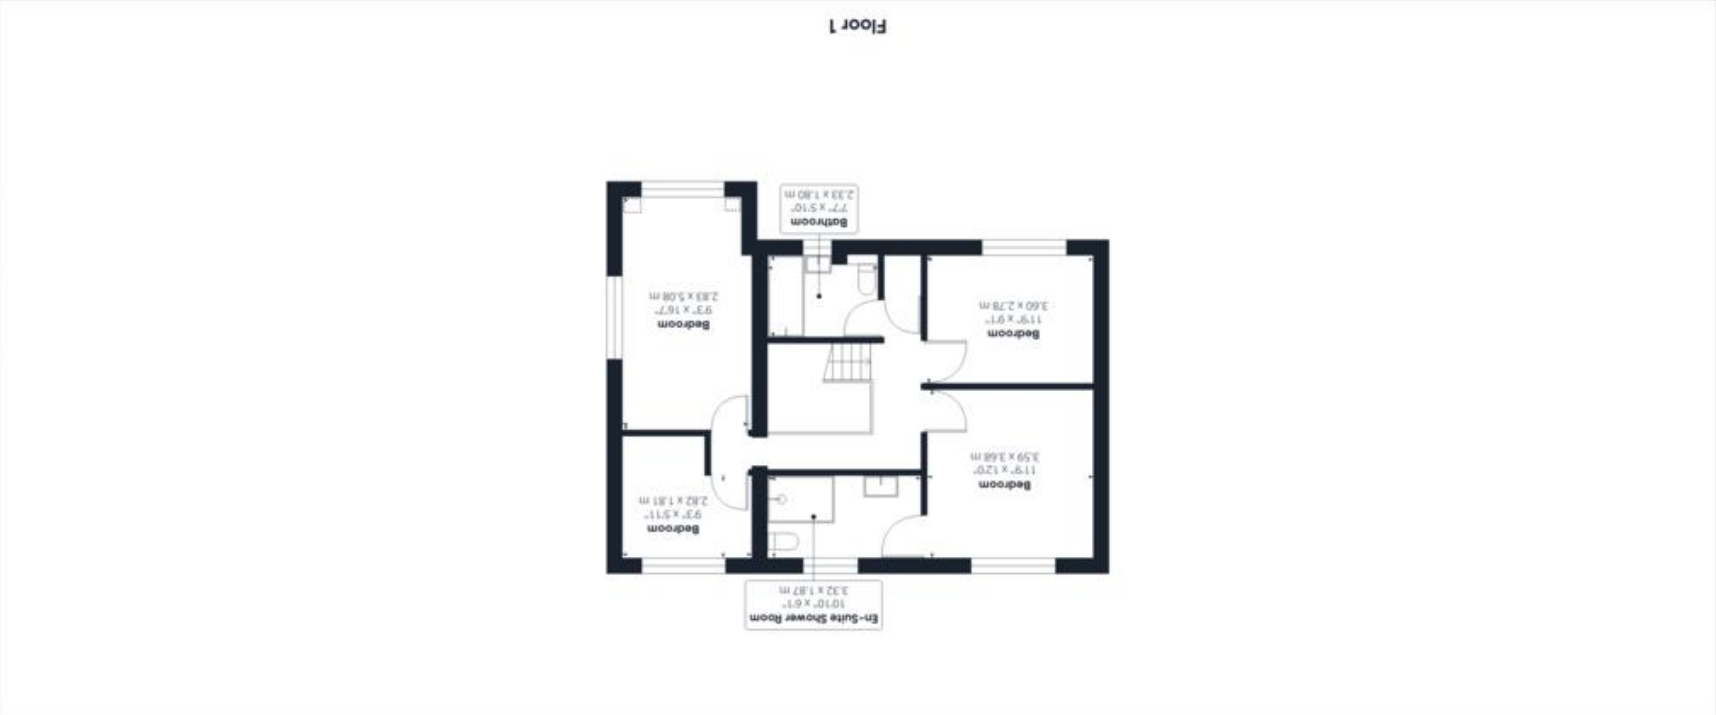 En-Suite Shower Room
10'10" x 6'1"
3.32 x 1.87 m
Bedroom
11'9" x 12'0"
3.59 x 3.68 m
Bedroom
9'3" x 5'11"
2.82 x 1.81 m
Bedroom
11'9" x 9'1"
3.60 x 2.78 m
Bedroom
9'3" x 16'7"
2.83 x 5.08 m
Bathroom
7'7" x 5'10"
2.33 x 1.80 m
Floor 1